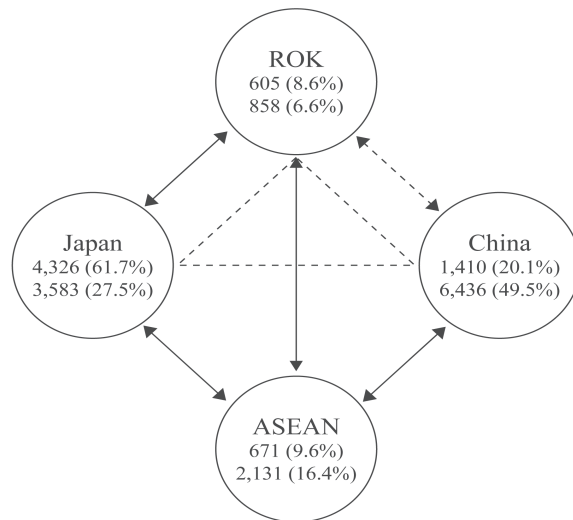 ROK
605 (8.6%)
858 (6.6%)
Japan
4,326 (61.7%)
3,583 (27.5%)
China
1,410 (20.1%)
6,436 (49.5%)
ASEAN
671 (9.6%)
2,131 (16.4%)